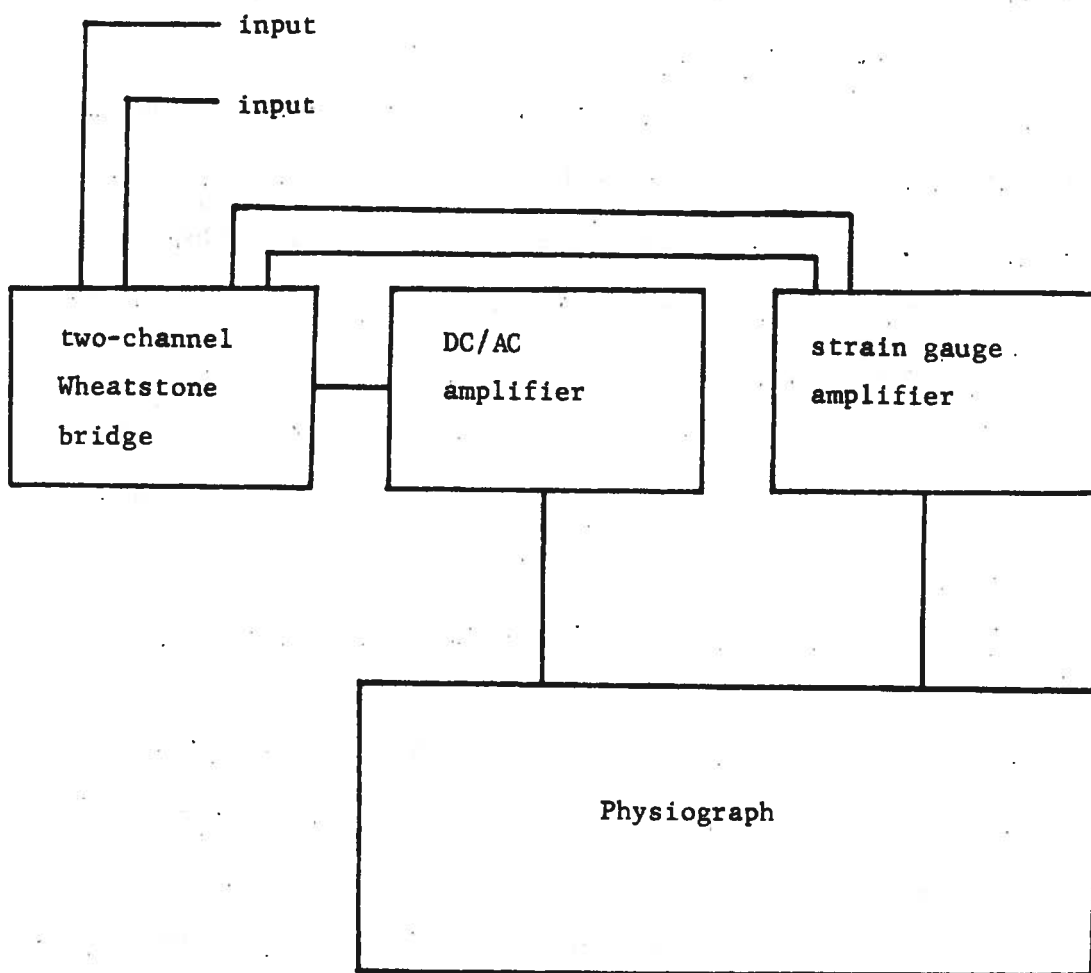 input
input
two-channel
Wheatstone
bridge
DC/AC
amplifier
strain gauge
amplifier
Physiograph